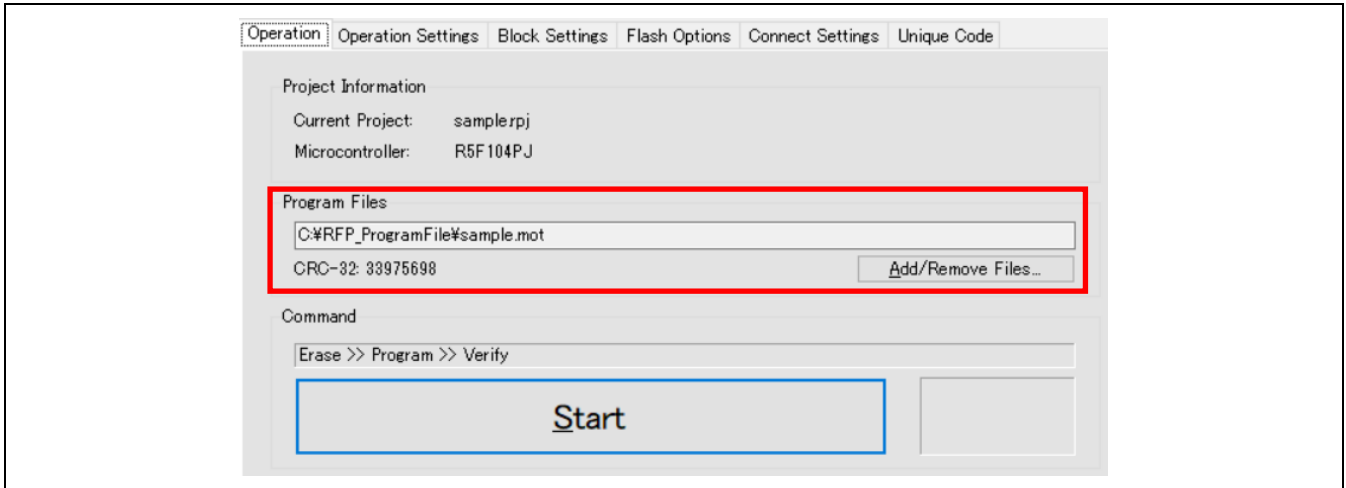 Operation Operation Settings Block Settings Flash Options Connect Settings Unique Code
Project Information
Current Project: sample.rpj
Microcontroller: R5F104PJ
Program Files
C:¥RFP_ProgramFile¥sample.mot
CRC-32: 33975698 Add/Remove Files...
Command
Erase >> Program >> Verify
Start